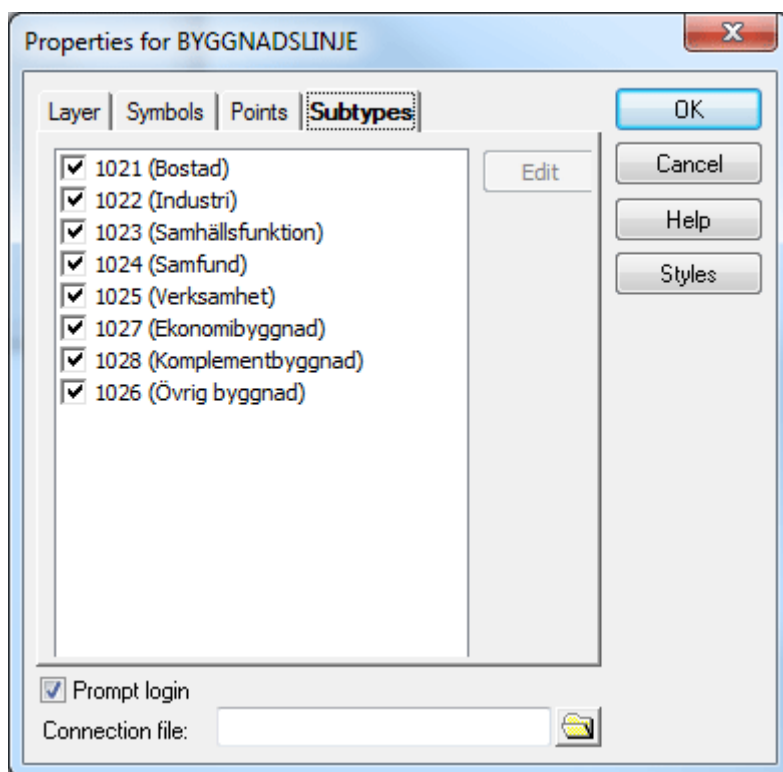 Properties for BYGGNADSLINJE
Layer Symbols Points Subtypes
1021 (Bostad)
1022 (Industri)
1023 (Samhällsfunktion)
1024 (Samfund)
1025 (Verksamhet)
1027 (Ekonomibyggnad)
1028 (Komplementbyggnad)
1026 (Övrig byggnad)
Edit
OK
Cancel
Help
Styles
Prompt login
Connection file: